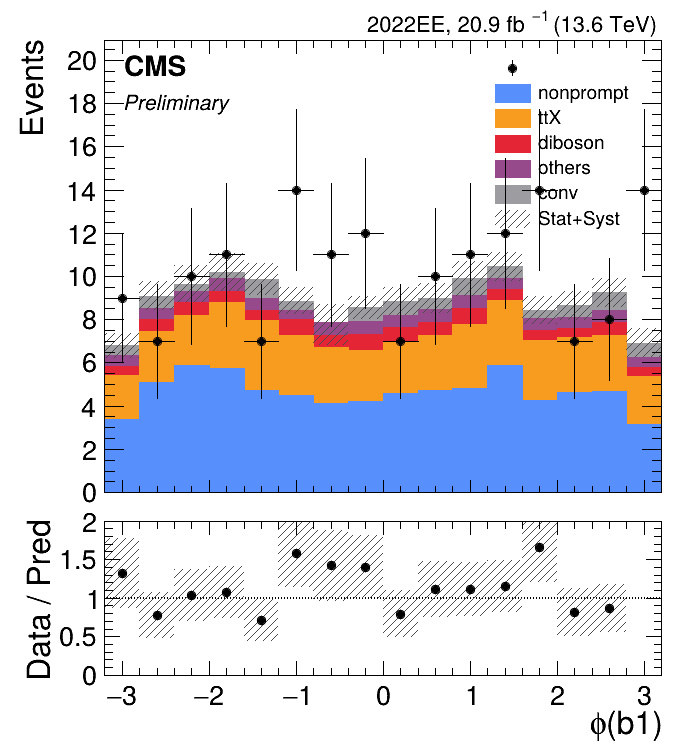 2022EE, 20.9 fb⁻¹ (13.6 TeV)
Events
CMS
Preliminary
nonprompt
ttX
diboson
others
conv
Stat+Syst
20
18
16
14
12
10
8
6
4
2
0
Data / Pred
2
1.5
1
0.5
0
−3 −2 −1 0 1 2 3
ϕ(b1)